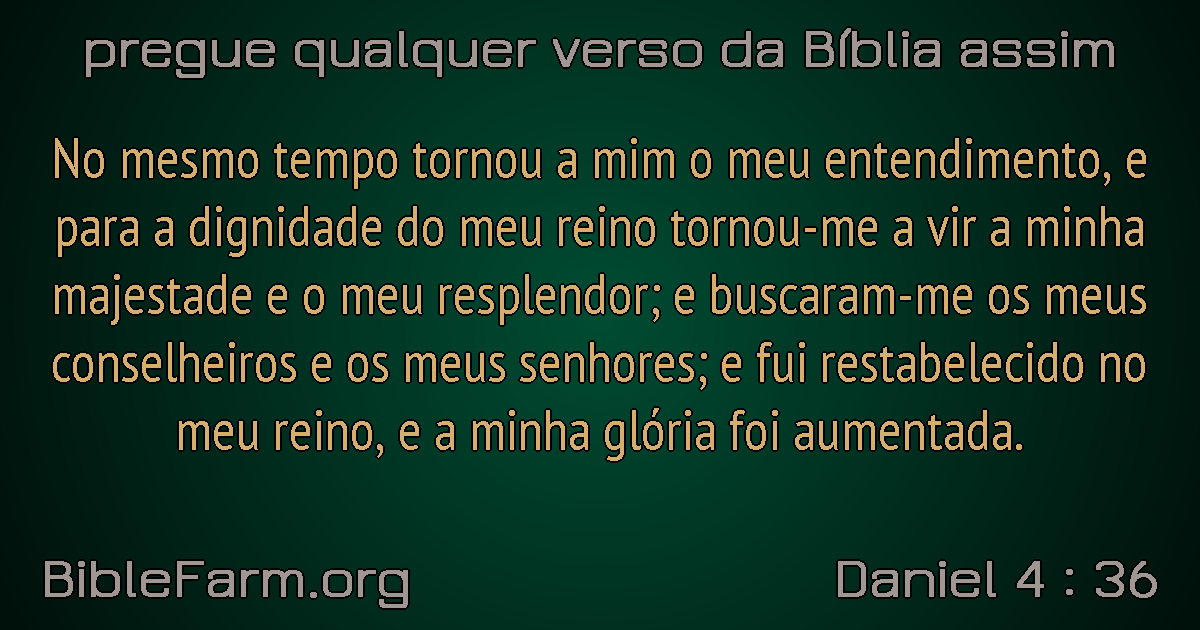 pregue qualquer verso da Bíblia assim
No mesmo tempo tornou a mim o meu entendimento, e
para a dignidade do meu reino tornou-me a vir a minha
majestade e o meu resplendor; e buscaram-me os meus
conselheiros e os meus senhores; e fui restabelecido no
meu reino, e a minha glória foi aumentada.
BibleFarm.org
Daniel 4 : 36